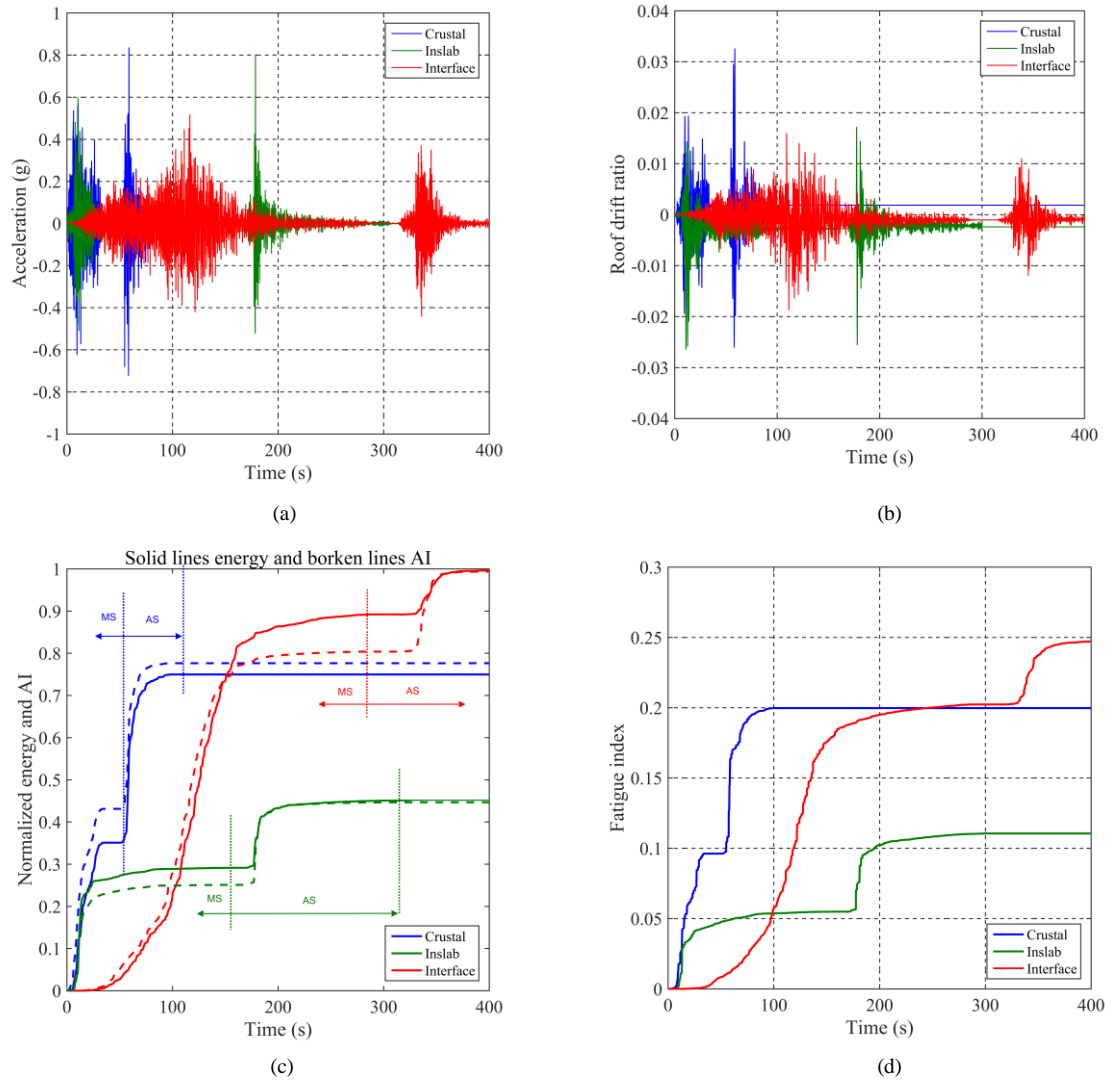 1
0.8
0.6
0.4
0.2
0
-0.2
-0.4
-0.6
-0.8
-1
Acceleration (g)
0 100 200 300 400
Time (s)
Crustal
Inslab
Interface
(a)
0.04
0.03
0.02
0.01
0
-0.01
-0.02
-0.03
-0.04
Roof drift ratio
0 100 200 300 400
Time (s)
Crustal
Inslab
Interface
(b)
Solid lines energy and borken lines AI
1
0.9
0.8
0.7
0.6
0.5
0.4
0.3
0.2
0.1
0
Normalized energy and AI
MS AS
MS AS
MS AS
0 100 200 300 400
Time (s)
Crustal
Inslab
Interface
(c)
0.3
0.25
0.2
0.15
0.1
0.05
0
Fatigue index
0 100 200 300 400
Time (s)
Crustal
Inslab
Interface
(d)